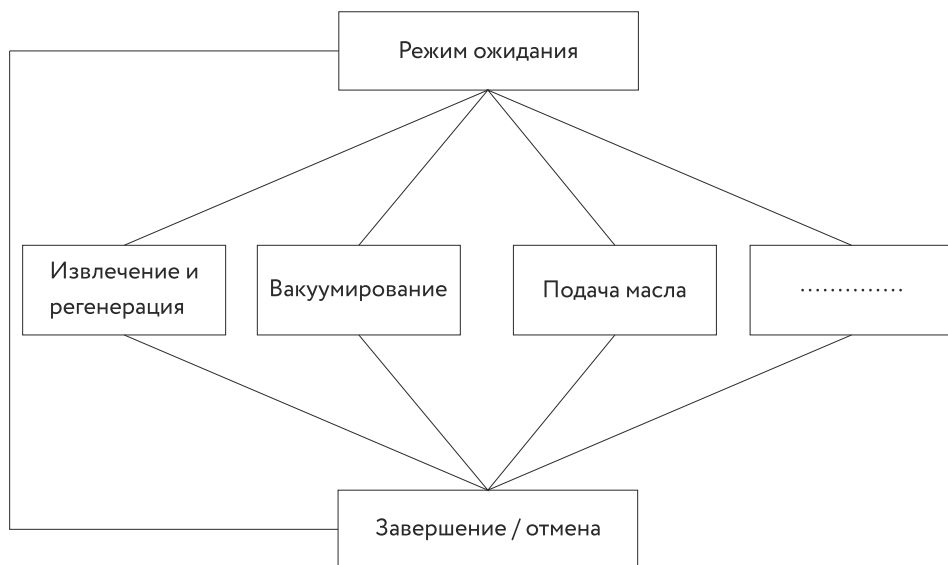 Режим ожидания
Извлечение и
регенерация
Вакуумирование
Подача масла
..............
Завершение / отмена